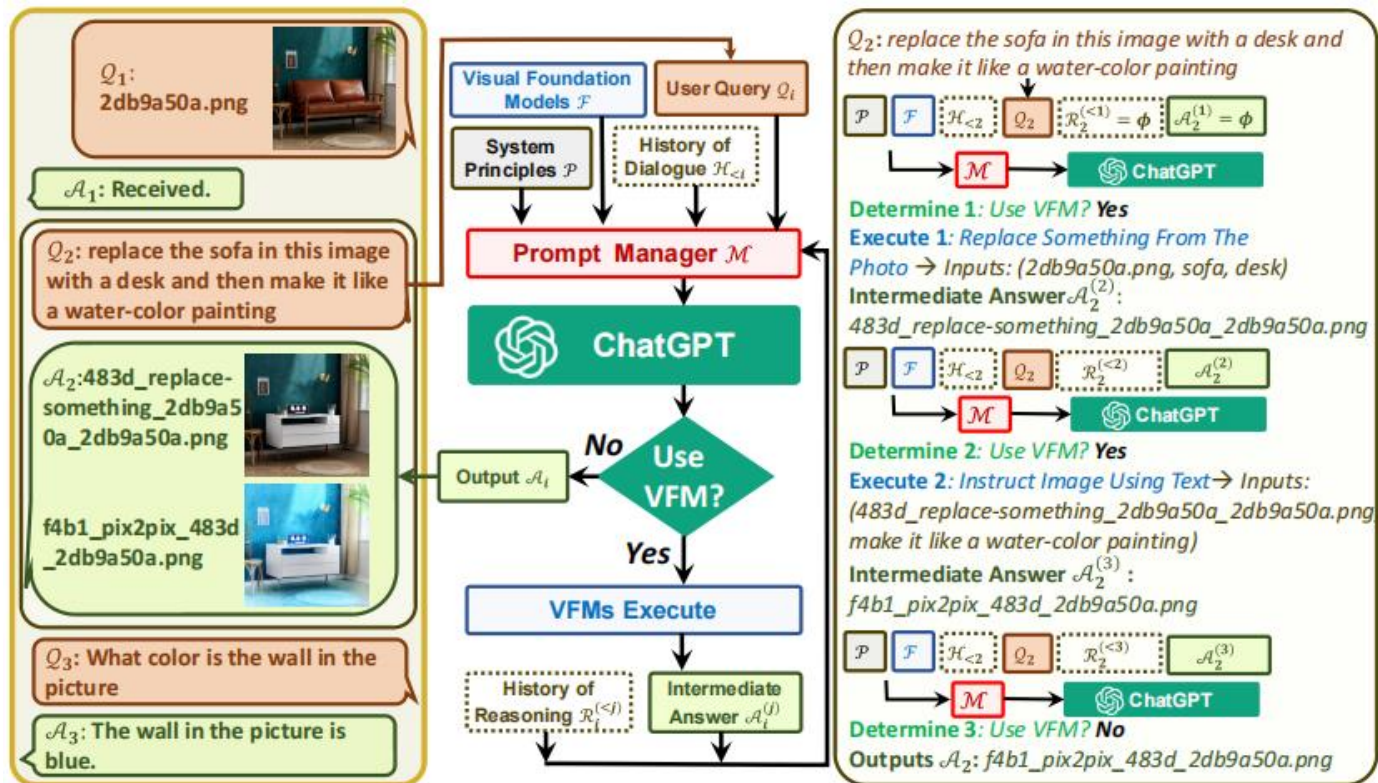 Q₁:
2db9a50a.png
A₁: Received.
Q₂: replace the sofa in this image
with a desk and then make it like
a water-color painting
A₂:483d_replace-
something_2db9a5
0a_2db9a50a.png
f4b1_pix2pix_483d
_2db9a50a.png
Q₃: What color is the wall in the
picture
A₃: The wall in the picture is
blue.
Visual Foundation
Models F
User Query Qᵢ
System
Principles P
History of
Dialogue H<ᵢ
Prompt Manager M
ChatGPT
Use
VFM?
No
Output Aᵢ
Yes
VFMs Execute
History of
Reasoning Rᵢ^(<j)
Intermediate
Answer Aᵢ^(j)
Q₂: replace the sofa in this image with a desk and
then make it like a water-color painting
P F H<₂ Q₂ R₂^(<1) = ϕ A₂^(1) = ϕ
M ChatGPT
Determine 1: Use VFM? Yes
Execute 1: Replace Something From The
Photo → Inputs: (2db9a50a.png, sofa, desk)
Intermediate Answer A₂^(2):
483d_replace-something_2db9a50a_2db9a50a.png
P F H<₂ Q₂ R₂^(<2) A₂^(2)
M ChatGPT
Determine 2: Use VFM? Yes
Execute 2: Instruct Image Using Text→ Inputs:
(483d_replace-something_2db9a50a_2db9a50a.png,
make it like a water-color painting)
Intermediate Answer A₂^(3) :
f4b1_pix2pix_483d_2db9a50a.png
P F H<₂ Q₂ R₂^(<3) A₂^(3)
M ChatGPT
Determine 3: Use VFM? No
Outputs A₂: f4b1_pix2pix_483d_2db9a50a.png